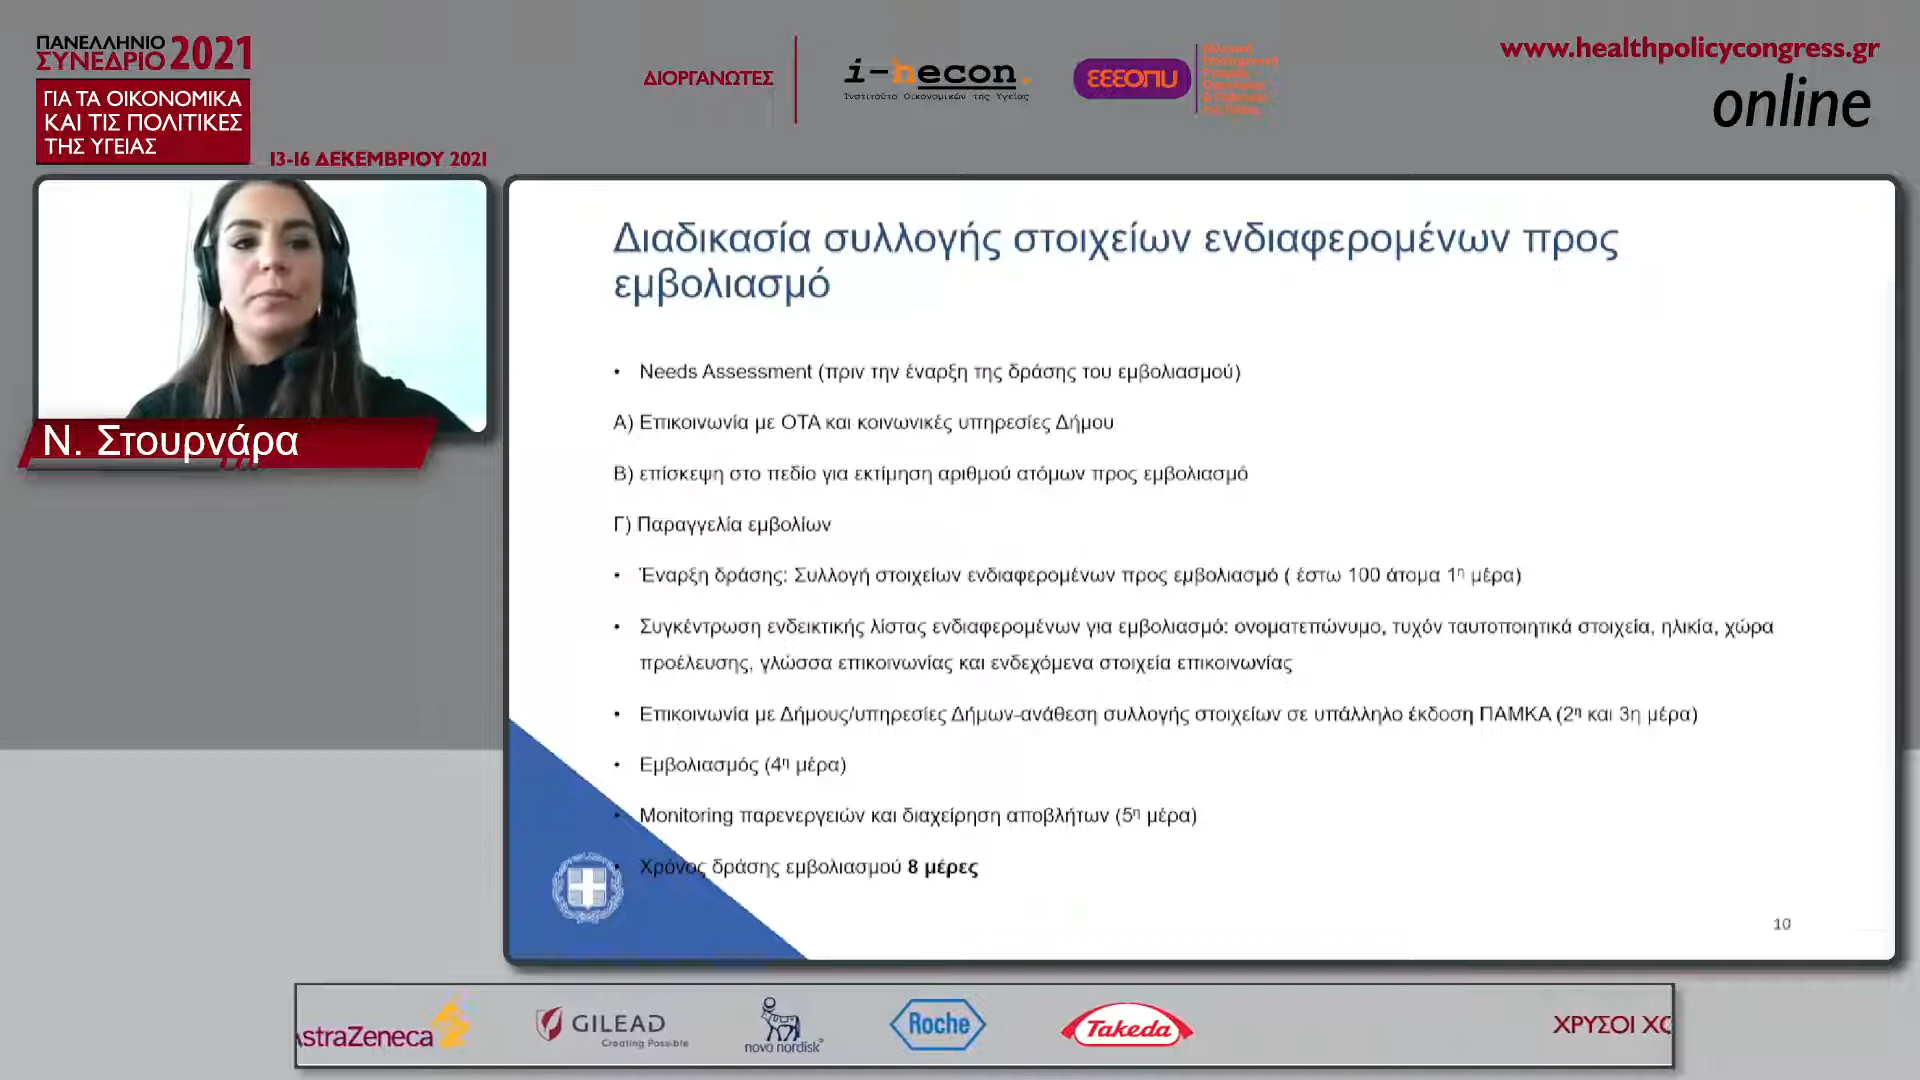 ΠΑΝΕΛΛΗΝΙΟ
ΣΥΝΕΔΡΙΟ 2021
ΓΙΑ ΤΑ ΟΙΚΟΝΟΜΙΚΑ
ΚΑΙ ΤΙΣ ΠΟΛΙΤΙΚΕΣ
ΤΗΣ ΥΓΕΙΑΣ
13-16 ΔΕΚΕΜΒΡΙΟΥ 2021
ΔΙΟΡΓΑΝΩΤΕΣ
i-hecon.
Ινστιτούτο Οικονομικών της Υγείας
ΕΕΕΟΠΥ
www.healthpolicycongress.gr
online
Ν. Στουρνάρα
Διαδικασία συλλογής στοιχείων ενδιαφερομένων προς
εμβολιασμό
• Needs Assessment (πριν την έναρξη της δράσης του εμβολιασμού)
Α) Επικοινωνία με ΟΤΑ και κοινωνικές υπηρεσίες Δήμου
Β) επίσκεψη στο πεδίο για εκτίμηση αριθμού ατόμων προς εμβολιασμό
Γ) Παραγγελία εμβολίων
• Έναρξη δράσης: Συλλογή στοιχείων ενδιαφερομένων προς εμβολιασμό ( έστω 100 άτομα 1η μέρα)
• Συγκέντρωση ενδεικτικής λίστας ενδιαφερομένων για εμβολιασμό: ονοματεπώνυμο, τυχόν ταυτοποιητικά στοιχεία, ηλικία, χώρα
προέλευσης, γλώσσα επικοινωνίας και ενδεχόμενα στοιχεία επικοινωνίας
• Επικοινωνία με Δήμους/υπηρεσίες Δήμων-ανάθεση συλλογής στοιχείων σε υπάλληλο έκδοση ΠΑΜΚΑ (2η και 3η μέρα)
• Εμβολιασμός (4η μέρα)
• Monitoring παρενεργειών και διαχείρηση αποβλήτων (5η μέρα)
• Χρόνος δράσης εμβολιασμού 8 μέρες
10
straZeneca
GILEAD
Creating Possible
novo nordisk
Roche
Takeda
ΧΡΥΣΟΙ ΧΟ